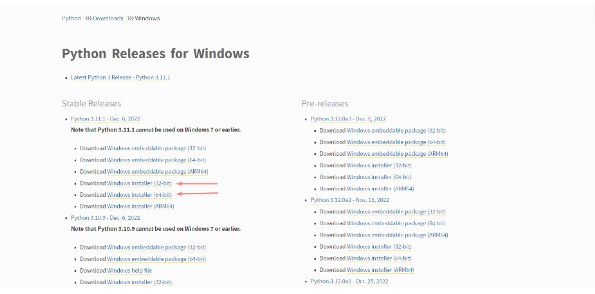 Python >>> Downloads >>> Windows
Python Releases for Windows
Latest Python 3 Release - Python 3.11.1
Stable Releases
Python 3.11.1 - Dec. 6, 2022
Note that Python 3.11.1 cannot be used on Windows 7 or earlier.
Download Windows embeddable package (32-bit)
Download Windows embeddable package (64-bit)
Download Windows embeddable package (ARM64)
Download Windows installer (32-bit)
Download Windows installer (64-bit)
Download Windows installer (ARM64)
Python 3.10.9 - Dec. 6, 2022
Note that Python 3.10.9 cannot be used on Windows 7 or earlier.
Download Windows embeddable package (32-bit)
Download Windows embeddable package (64-bit)
Download Windows help file
Download Windows installer (32-bit)
Pre-releases
Python 3.12.0a3 - Dec. 6, 2022
Download Windows embeddable package (32-bit)
Download Windows embeddable package (64-bit)
Download Windows embeddable package (ARM64)
Download Windows installer (32-bit)
Download Windows installer (64-bit)
Download Windows installer (ARM64)
Python 3.12.0a2 - Nov. 15, 2022
Download Windows embeddable package (32-bit)
Download Windows embeddable package (64-bit)
Download Windows embeddable package (ARM64)
Download Windows installer (32-bit)
Download Windows installer (64-bit)
Download Windows installer (ARM64)
Python 3.12.0a1 - Oct. 25, 2022